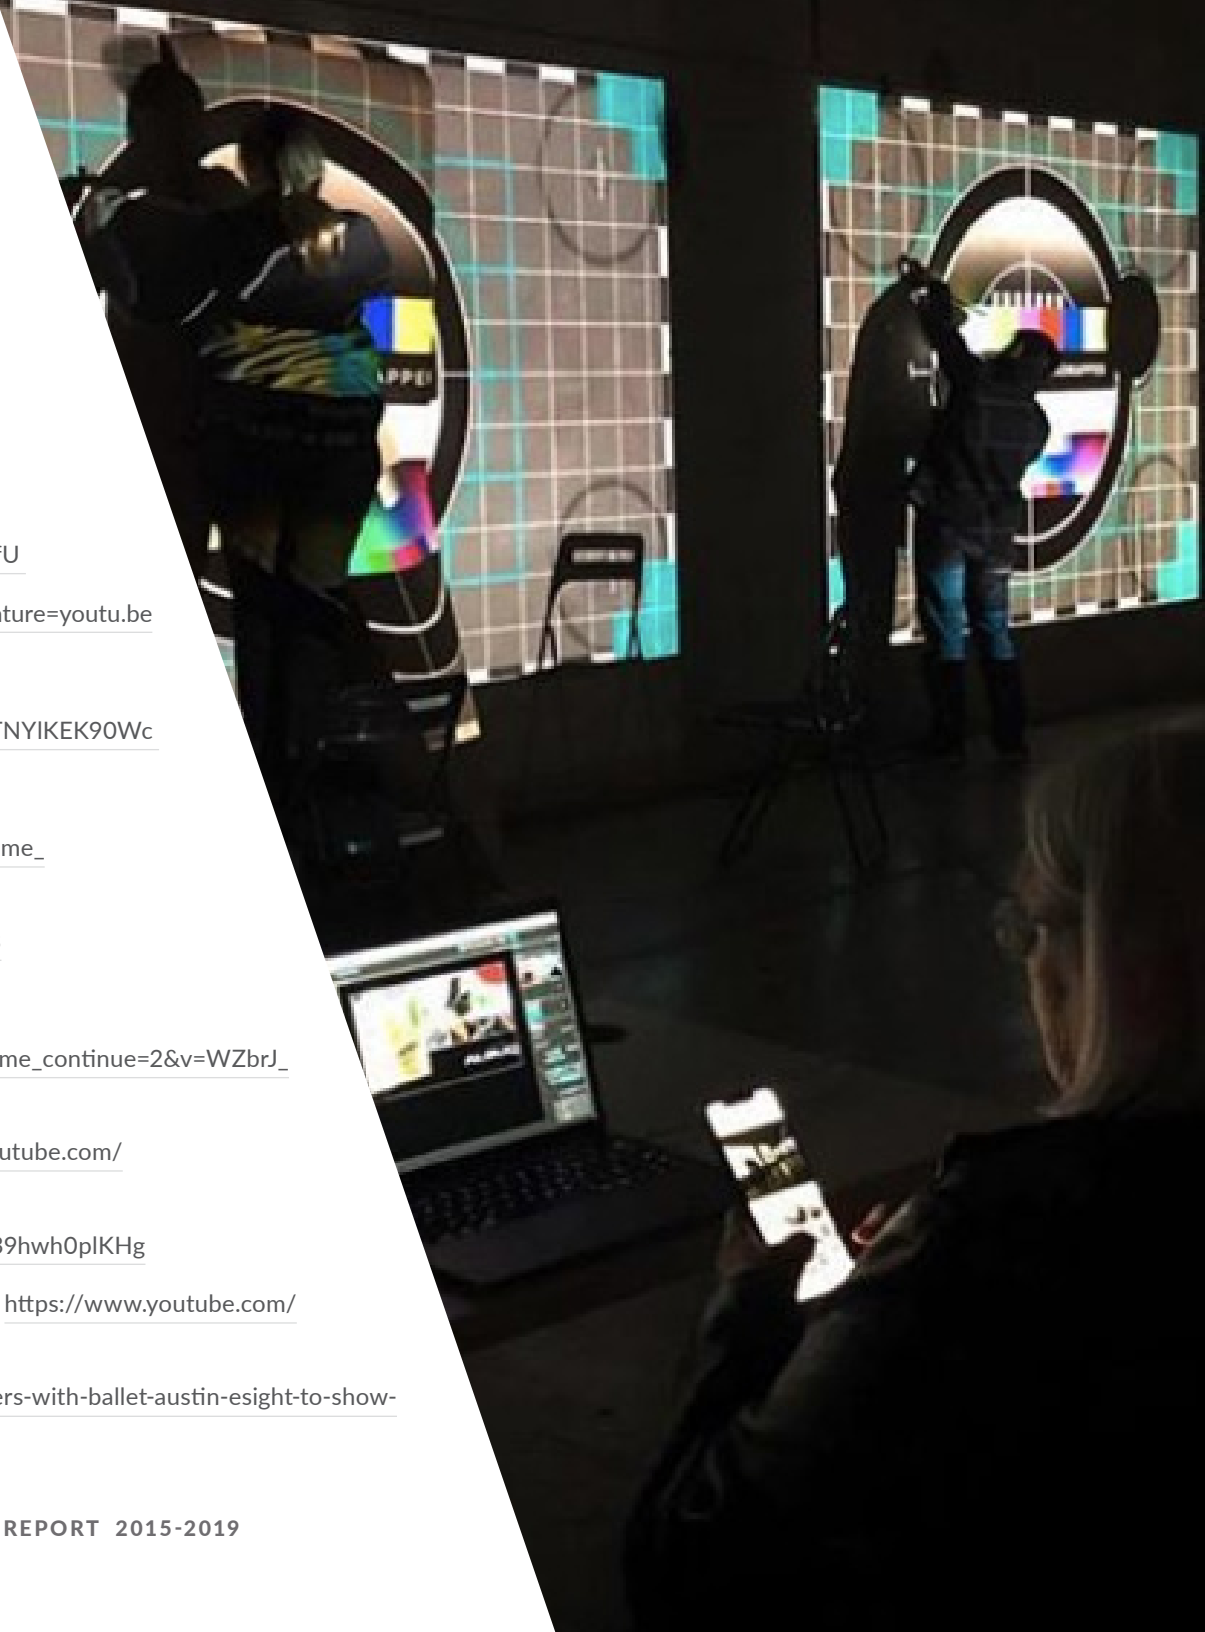 fU
ature=youtu.be
TNYlKEK90Wc
me_
me_continue=2&v=WZbrJ_
utube.com/
39hwh0plKHg
https://www.youtube.com/
ers-with-ballet-austin-esight-to-show-
REPORT 2015-2019